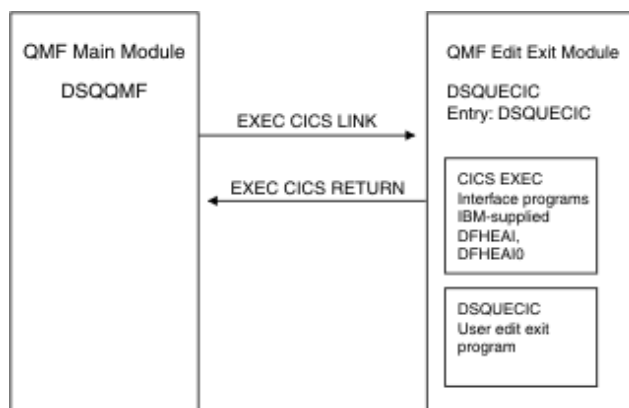 QMF Main Module
DSQQMF
EXEC CICS LINK
EXEC CICS RETURN
QMF Edit Exit Module
DSQUECIC
Entry: DSQUECIC
CICS EXEC
Interface programs
IBM-supplied
DFHEAI,
DFHEAI0
DSQUECIC
User edit exit
program